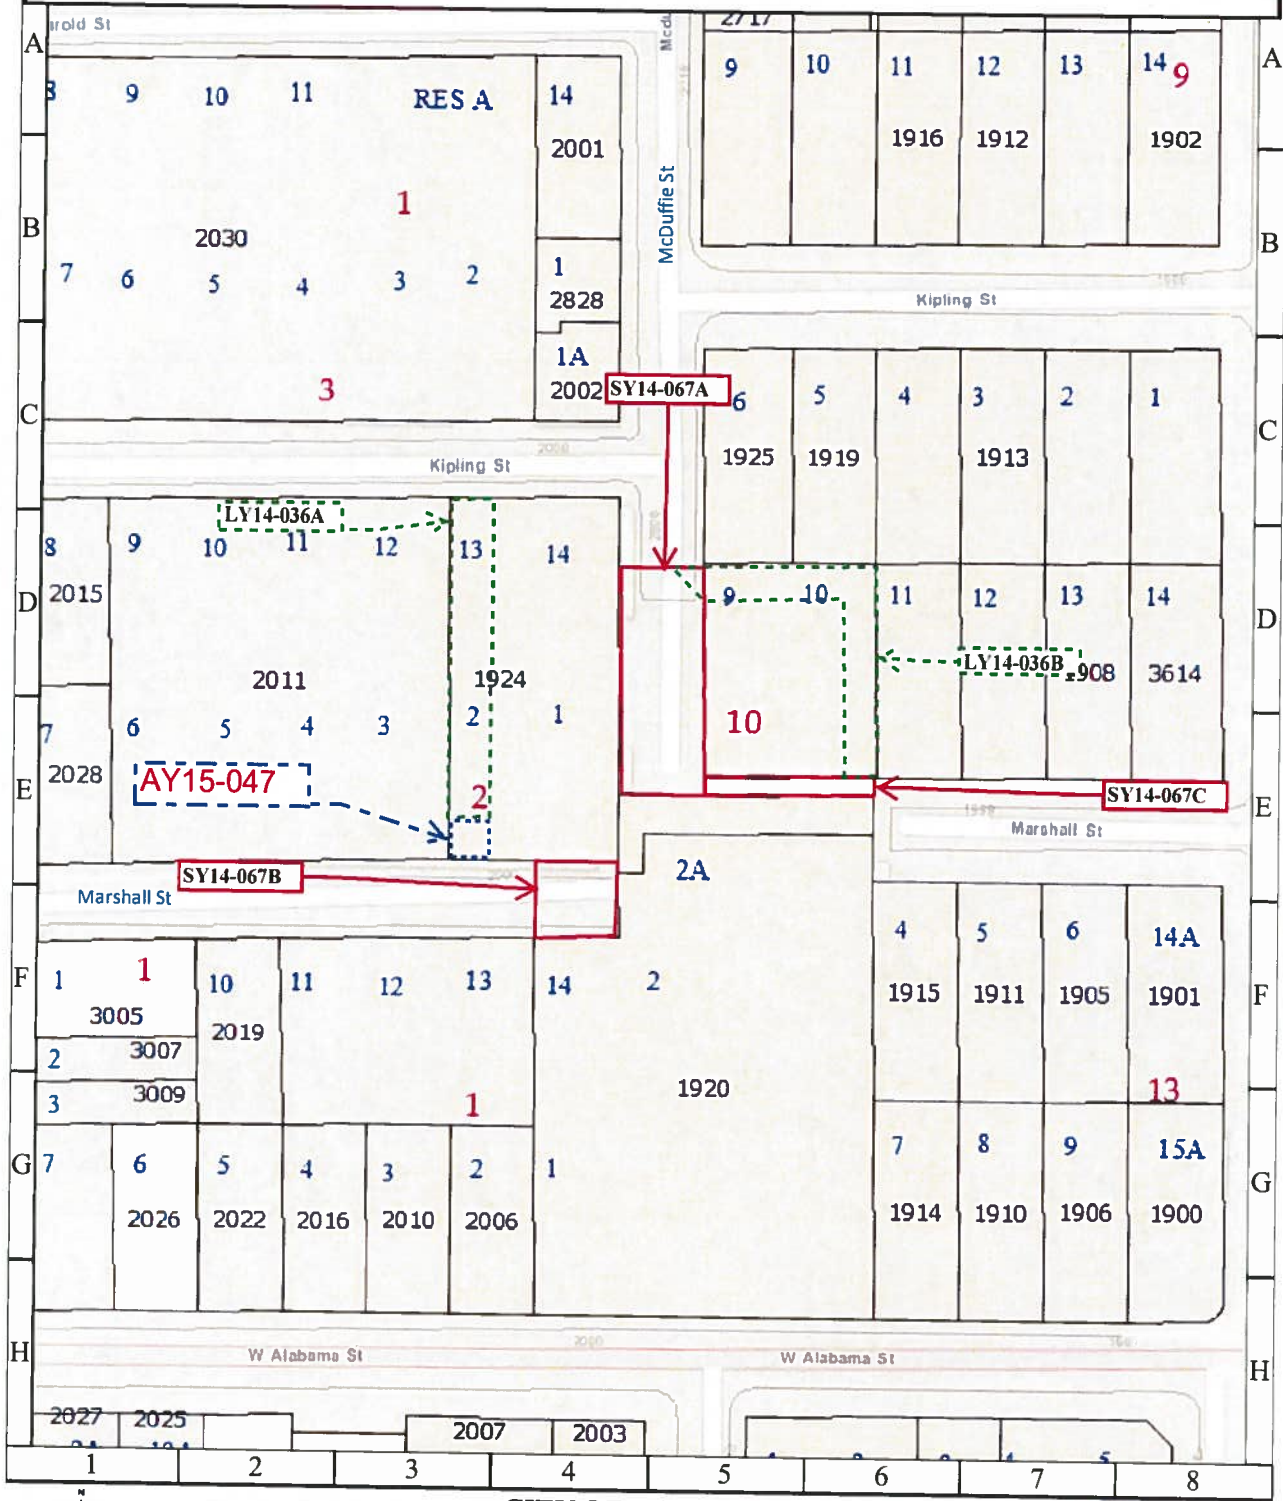 A
arold St
2717
A
8 9 10 11 RES A 14
9 10 11 12 13 14 9
2001
1916 1912 1902
McDuffie St
B
1
2030
B
7 6 5 4 3 2 1
2828
Kipling St
1A
3
2002
SY14-067A
6 5 4 3 2 1
C
C
2000
Kipling St
1925 1919 1913
LY14-036A
8 9 10 11 12 13 14
D
2015
9 10 11 12 13 14
D
LY14-036B
908 3614
2011
1924
7 6 5 4 3 2 1
10
2028
AY15-047
E
2
SY14-067C
E
Marshall St
SY14-067B
2A
Marshall St
4 5 6 14A
F
1 1
10 11 12 13 14 2
3005
1915 1911 1905 1901
F
2019
2 3007
3 3009
1
1920
13
G
7 6 5 4 3 2 1
7 8 9 15A
G
2026 2022 2016 2010 2006
1914 1910 1906 1900
2000
H
W Alabama St
W Alabama St
H
2027 2025
2007 2003
1 2 3 4 5 6 7 8
N